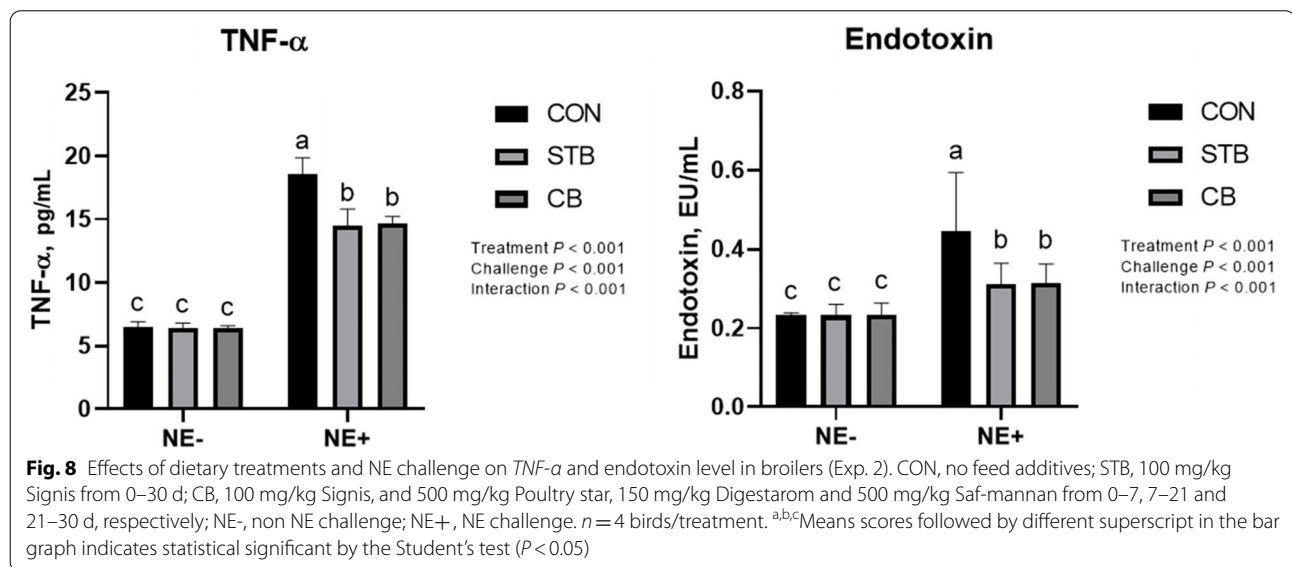 TNF-α
TNF-α, pg/mL
25
20
15
10
5
0
c
c
c
a
b
b
NE-
NE+
CON
STB
CB
Treatment P < 0.001
Challenge P < 0.001
Interaction P < 0.001
Endotoxin
Endotoxin, EU/mL
0.8
0.6
0.4
0.2
0.0
c
c
c
a
b
b
NE-
NE+
CON
STB
CB
Treatment P < 0.001
Challenge P < 0.001
Interaction P < 0.001
Fig. 8 Effects of dietary treatments and NE challenge on TNF-α and endotoxin level in broilers (Exp. 2). CON, no feed additives; STB, 100 mg/kg
Signis from 0–30 d; CB, 100 mg/kg Signis, and 500 mg/kg Poultry star, 150 mg/kg Digestarom and 500 mg/kg Saf-mannan from 0–7, 7–21 and
21–30 d, respectively; NE-, non NE challenge; NE+, NE challenge. n = 4 birds/treatment. a,b,cMeans scores followed by different superscript in the bar
graph indicates statistical significant by the Student's test (P < 0.05)